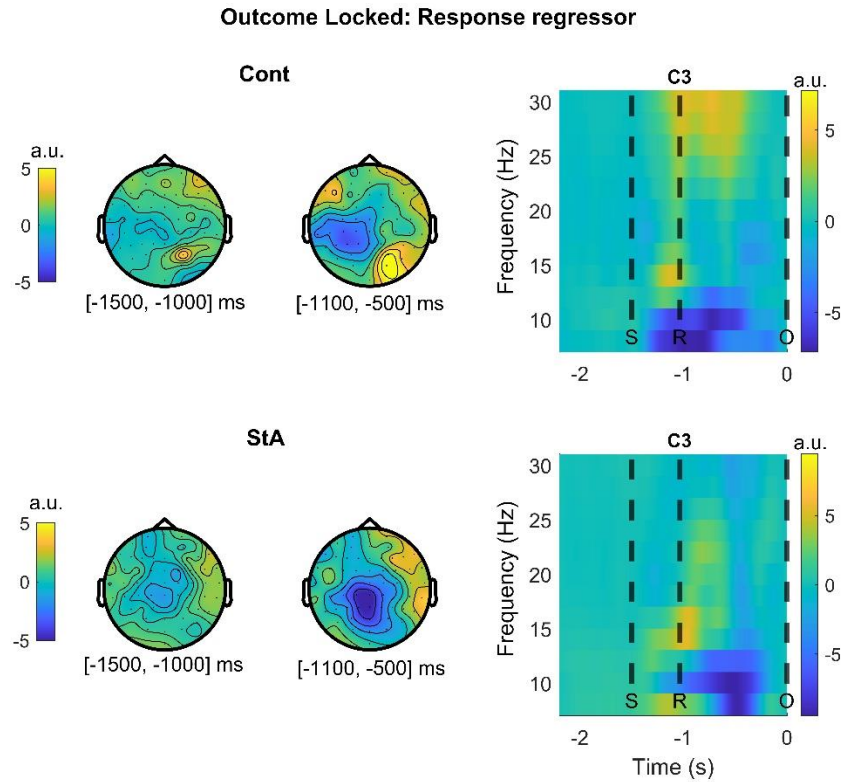 Outcome Locked: Response regressor
Cont
a.u.
5
0
-5
[-1500, -1000] ms
[-1100, -500] ms
C3
a.u.
Frequency (Hz)
30
25
20
15
10
S
R
O
-2
-1
0
5
0
-5
StA
a.u.
5
0
-5
[-1500, -1000] ms
[-1100, -500] ms
C3
a.u.
Frequency (Hz)
30
25
20
15
10
S
R
O
-2
-1
0
Time (s)
5
0
-5